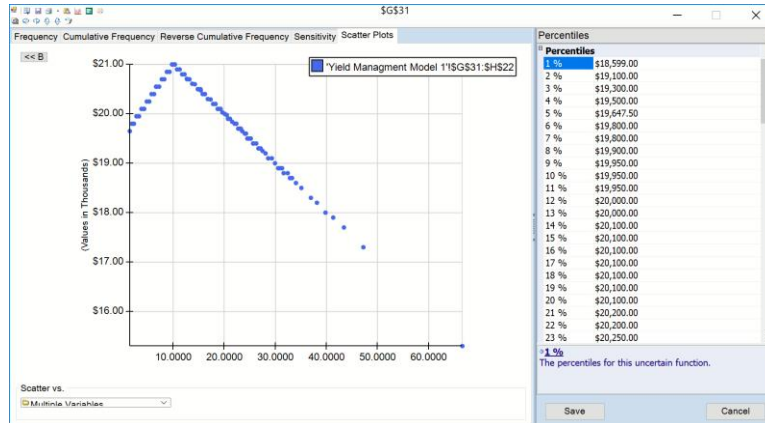 $G$31
Frequency Cumulative Frequency Reverse Cumulative Frequency Sensitivity Scatter Plots
<< B
'Yield Managment Model 1'!$G$31:$H$22
$21.00
$20.00
$19.00
$18.00
$17.00
$16.00
(Values in Thousands)
10.0000 20.0000 30.0000 40.0000 50.0000 60.0000
Scatter vs.
Multiple Variables
Percentiles
Percentiles
1 % $18,599.00
2 % $19,100.00
3 % $19,300.00
4 % $19,500.00
5 % $19,647.50
6 % $19,800.00
7 % $19,800.00
8 % $19,900.00
9 % $19,950.00
10 % $19,950.00
11 % $19,950.00
12 % $20,000.00
13 % $20,000.00
14 % $20,100.00
15 % $20,100.00
16 % $20,100.00
17 % $20,100.00
18 % $20,100.00
19 % $20,100.00
20 % $20,100.00
21 % $20,200.00
22 % $20,200.00
23 % $20,250.00
1 %
The percentiles for this uncertain function.
Save Cancel